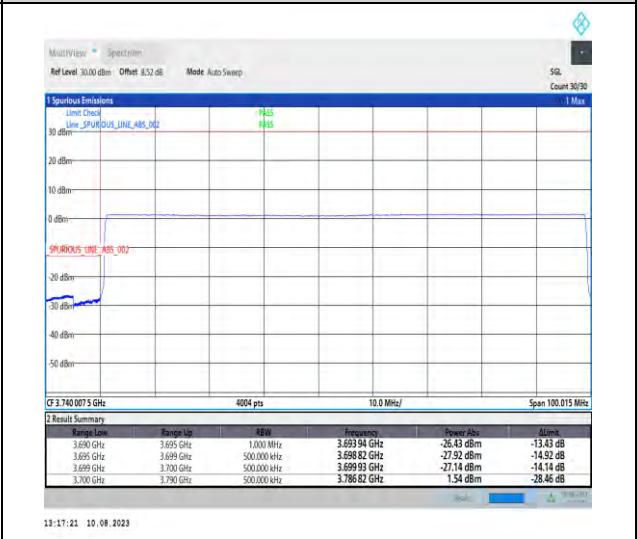 MultiView Spectrum
Ref Level 30.00 dBm Offset 8.52 dB Mode Auto Sweep SGL
Count 30/30
1 Spurious Emissions 1 Max
Limit Check PASS
Line _SPURIOUS_LINE_ABS_002 PASS
30 dBm
20 dBm
10 dBm
0 dBm
SPURIOUS_LINE_ABS_002
-20 dBm
-30 dBm
-40 dBm
-50 dBm
CF 3.740 007 5 GHz 4004 pts 10.0 MHz/ Span 100.015 MHz
2 Result Summary
Range Low Range Up RBW Frequency Power Abs ΔLimit
3.690 GHz 3.695 GHz 1.000 MHz 3.693 94 GHz -26.43 dBm -13.43 dB
3.695 GHz 3.699 GHz 500.000 kHz 3.698 82 GHz -27.92 dBm -14.92 dB
3.699 GHz 3.700 GHz 500.000 kHz 3.699 93 GHz -27.14 dBm -14.14 dB
3.700 GHz 3.790 GHz 500.000 kHz 3.786 82 GHz 1.54 dBm -28.46 dB
13:17:21 10.08.2023